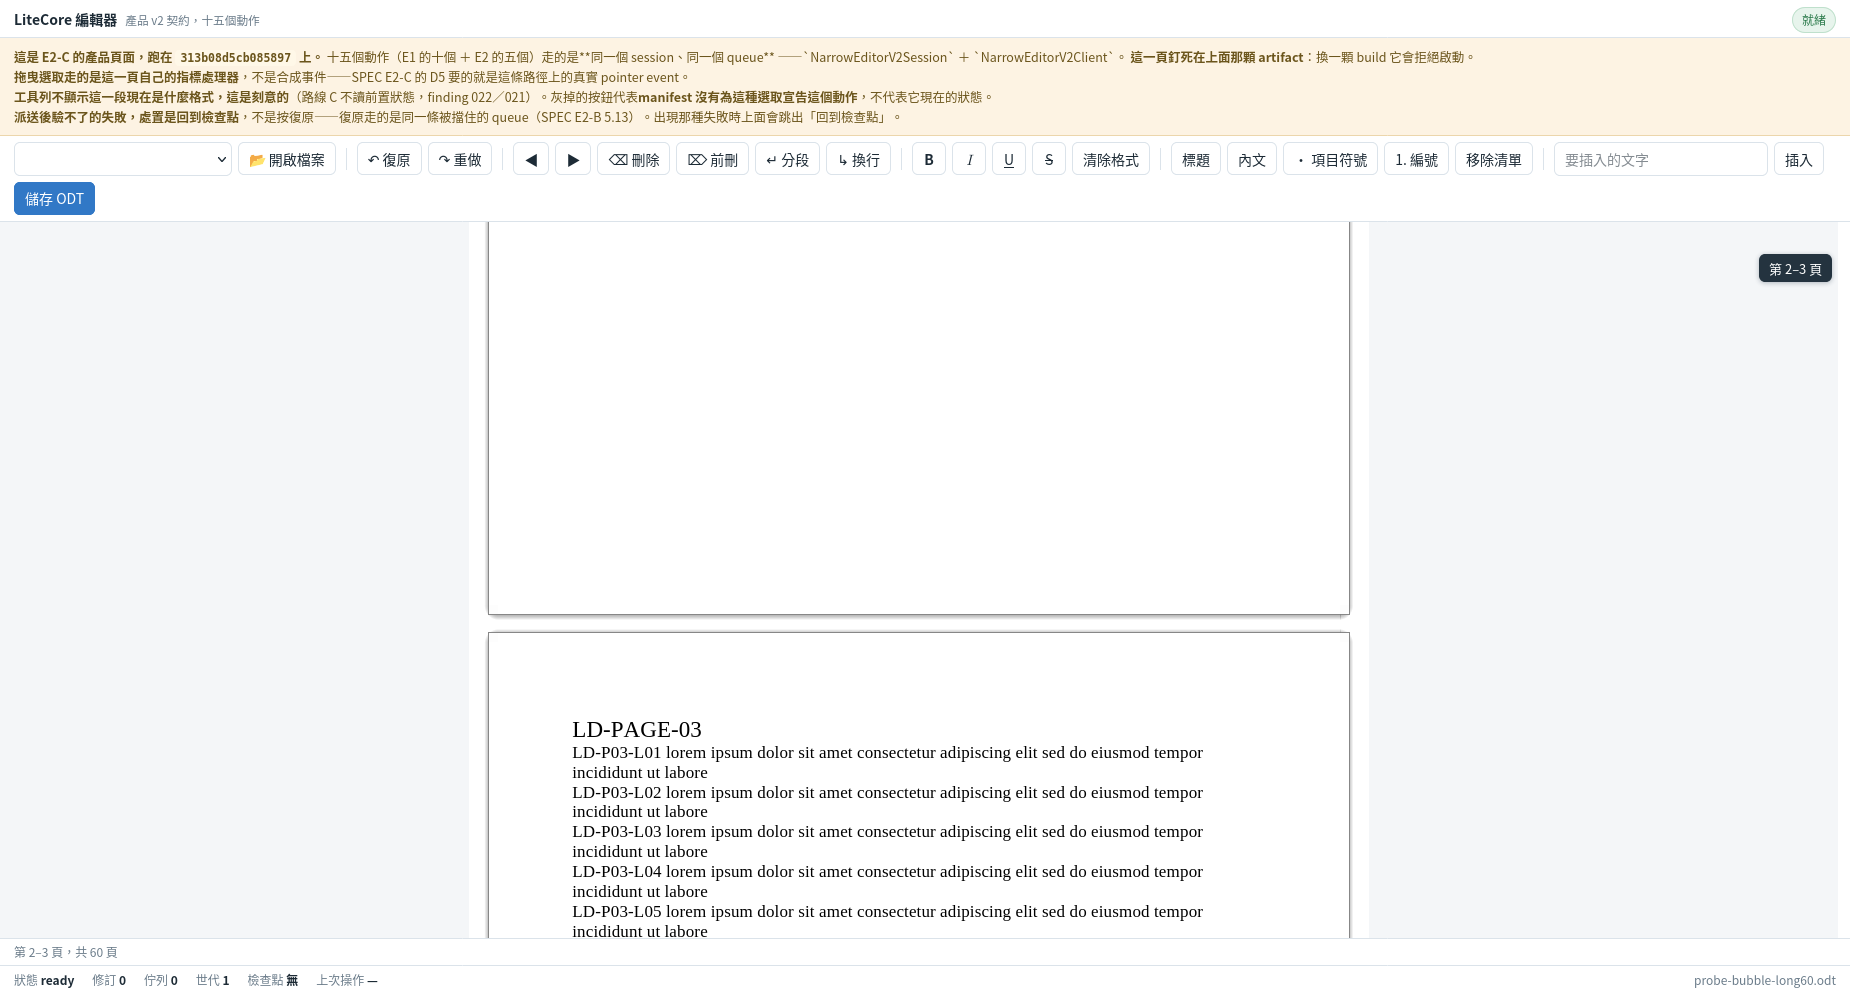 LiteCore 編輯器 產品 v2 契約，十五個動作 就緒
這是 E2-C 的產品頁面，跑在 313b08d5cb085897 上。 十五個動作（E1 的十個 ＋ E2 的五個）走的是**同一個 session、同一個 queue** ——`NarrowEditorV2Session` ＋ `NarrowEditorV2Client`。 這一頁釘死在上面那顆 artifact：換一顆 build 它會拒絕啟動。
拖曳選取走的是這一頁自己的指標處理器，不是合成事件——SPEC E2-C 的 D5 要的就是這條路徑上的真實 pointer event。
工具列不顯示這一段現在是什麼格式，這是刻意的（路線 C 不讀前置狀態，finding 022／021）。灰掉的按鈕代表manifest 沒有為這種選取宣告這個動作，不代表它現在的狀態。
派送後驗不了的失敗，處置是回到檢查點，不是按復原——復原走的是同一條被擋住的 queue（SPEC E2-B 5.13）。出現那種失敗時上面會跳出「回到檢查點」。
📂 開啟檔案 ↶ 復原 ↷ 重做 ◀ ▶ ⌫ 刪除 ⌦ 前刪 ↵ 分段 ↳ 換行 B I U S 清除格式 標題 內文 • 項目符號 1. 編號 移除清單 要插入的文字 插入
儲存 ODT
第 2–3 頁
LD-PAGE-03
LD-P03-L01 lorem ipsum dolor sit amet consectetur adipiscing elit sed do eiusmod tempor
incididunt ut labore
LD-P03-L02 lorem ipsum dolor sit amet consectetur adipiscing elit sed do eiusmod tempor
incididunt ut labore
LD-P03-L03 lorem ipsum dolor sit amet consectetur adipiscing elit sed do eiusmod tempor
incididunt ut labore
LD-P03-L04 lorem ipsum dolor sit amet consectetur adipiscing elit sed do eiusmod tempor
incididunt ut labore
LD-P03-L05 lorem ipsum dolor sit amet consectetur adipiscing elit sed do eiusmod tempor
incididunt ut labore
第 2–3 頁，共 60 頁
狀態 ready 修訂 0 佇列 0 世代 1 檢查點 無 上次操作 — probe-bubble-long60.odt